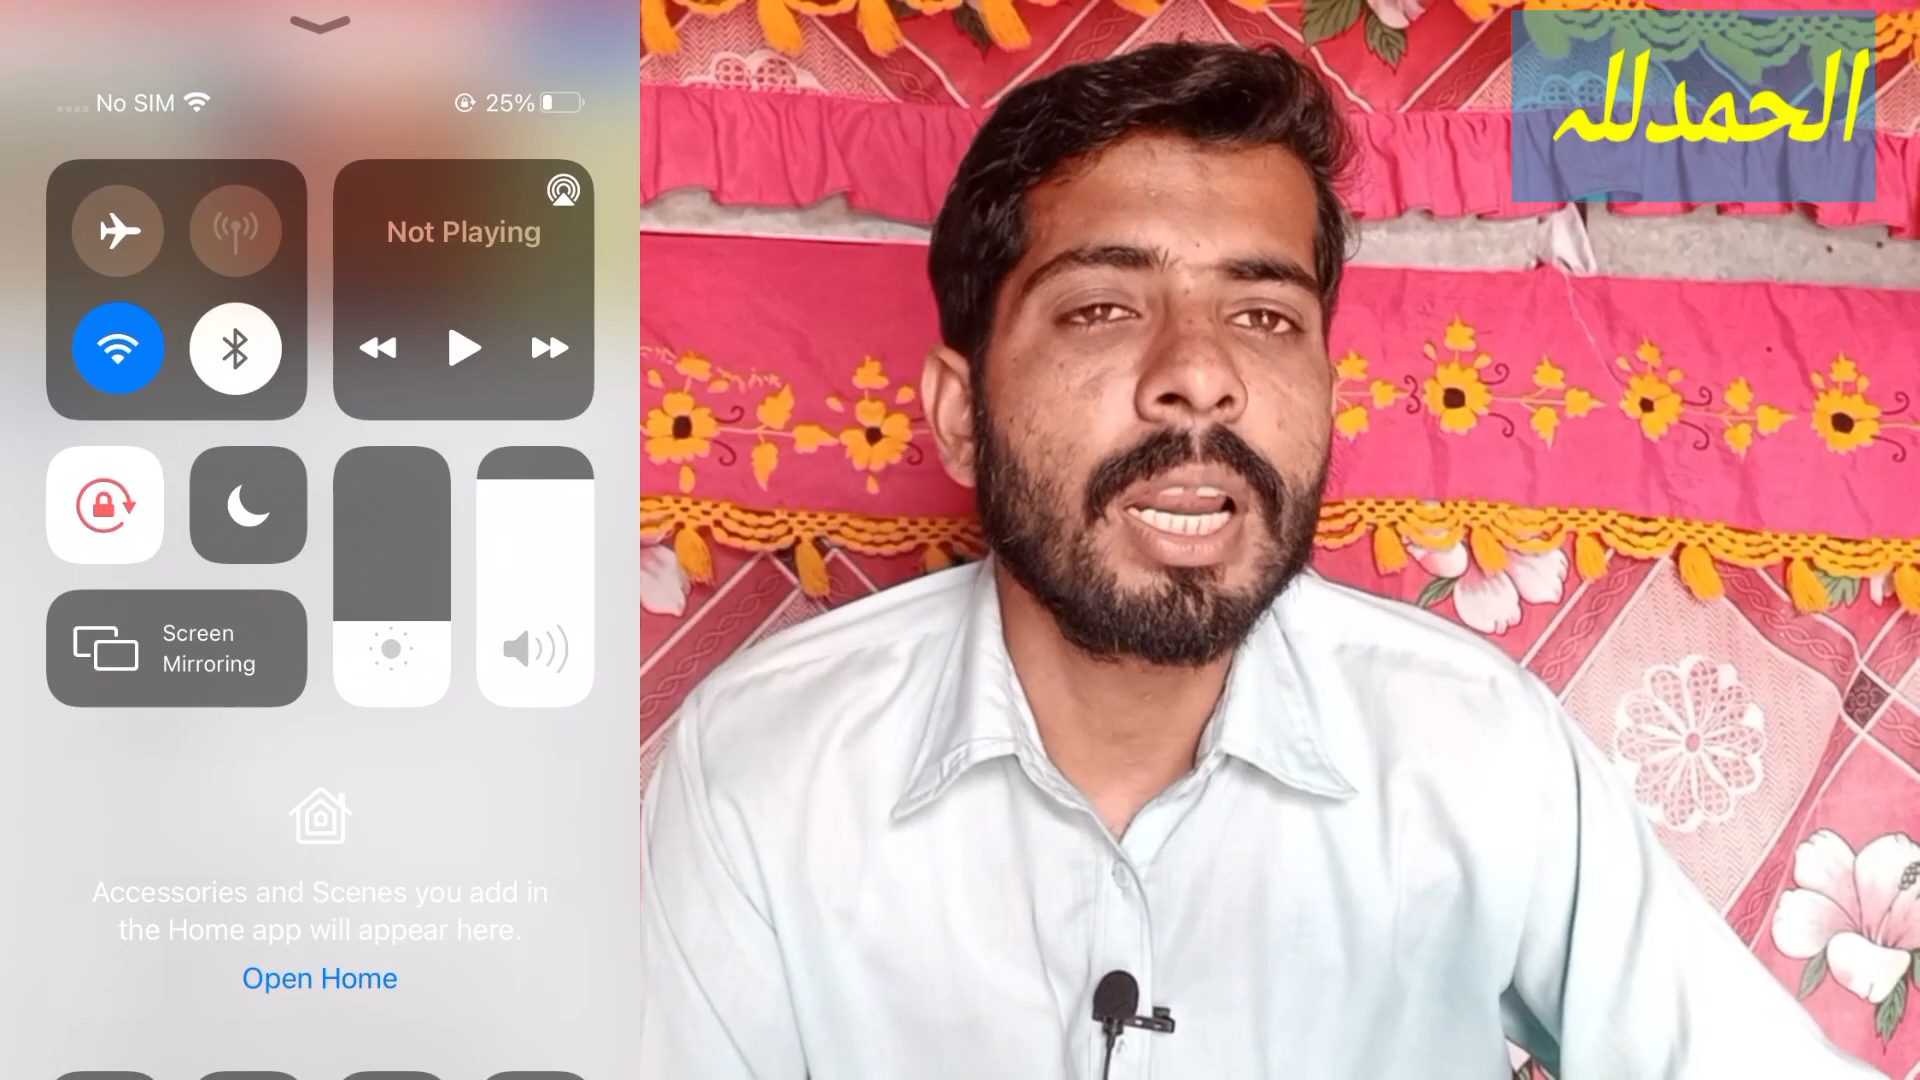 No SIM
25%
Not Playing
Screen
Mirroring
Accessories and Scenes you add in
the Home app will appear here.
Open Home
الحمدللہ